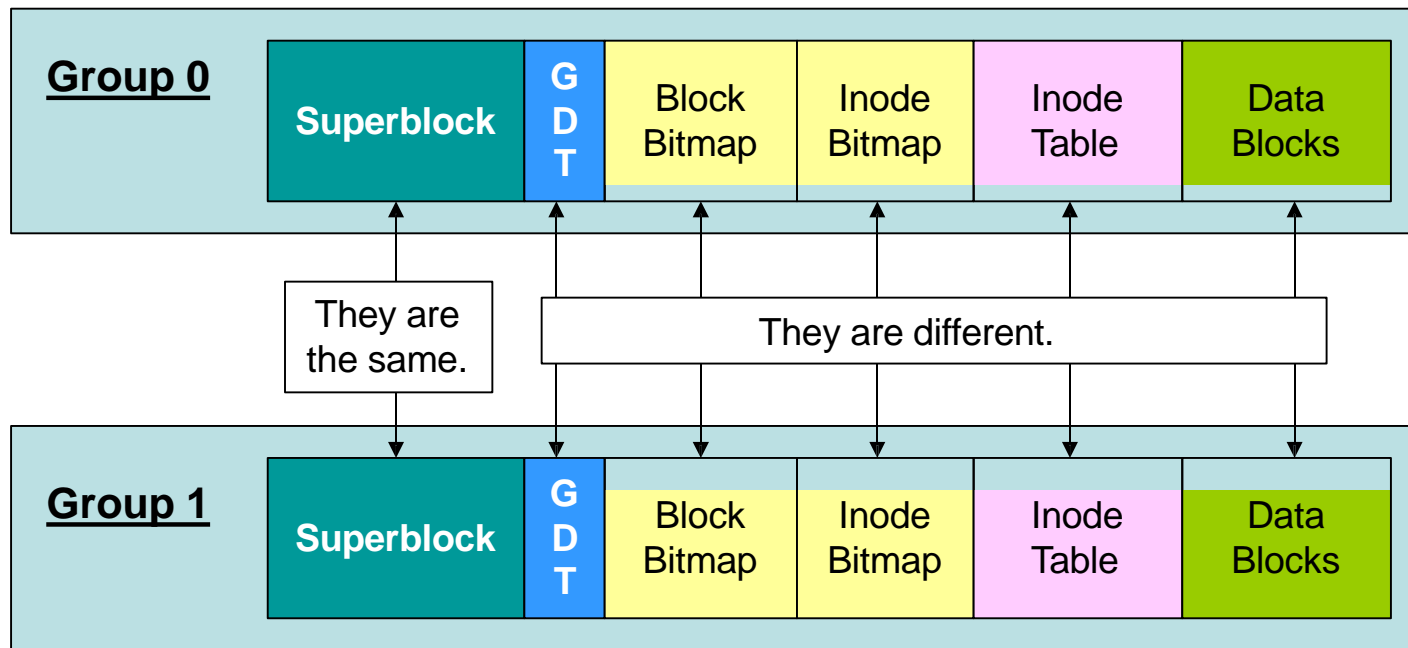 Group 0
Superblock
G
D
T
Block
Bitmap
Inode
Bitmap
Inode
Table
Data
Blocks
They are
the same.
They are different.
Group 1
Superblock
G
D
T
Block
Bitmap
Inode
Bitmap
Inode
Table
Data
Blocks